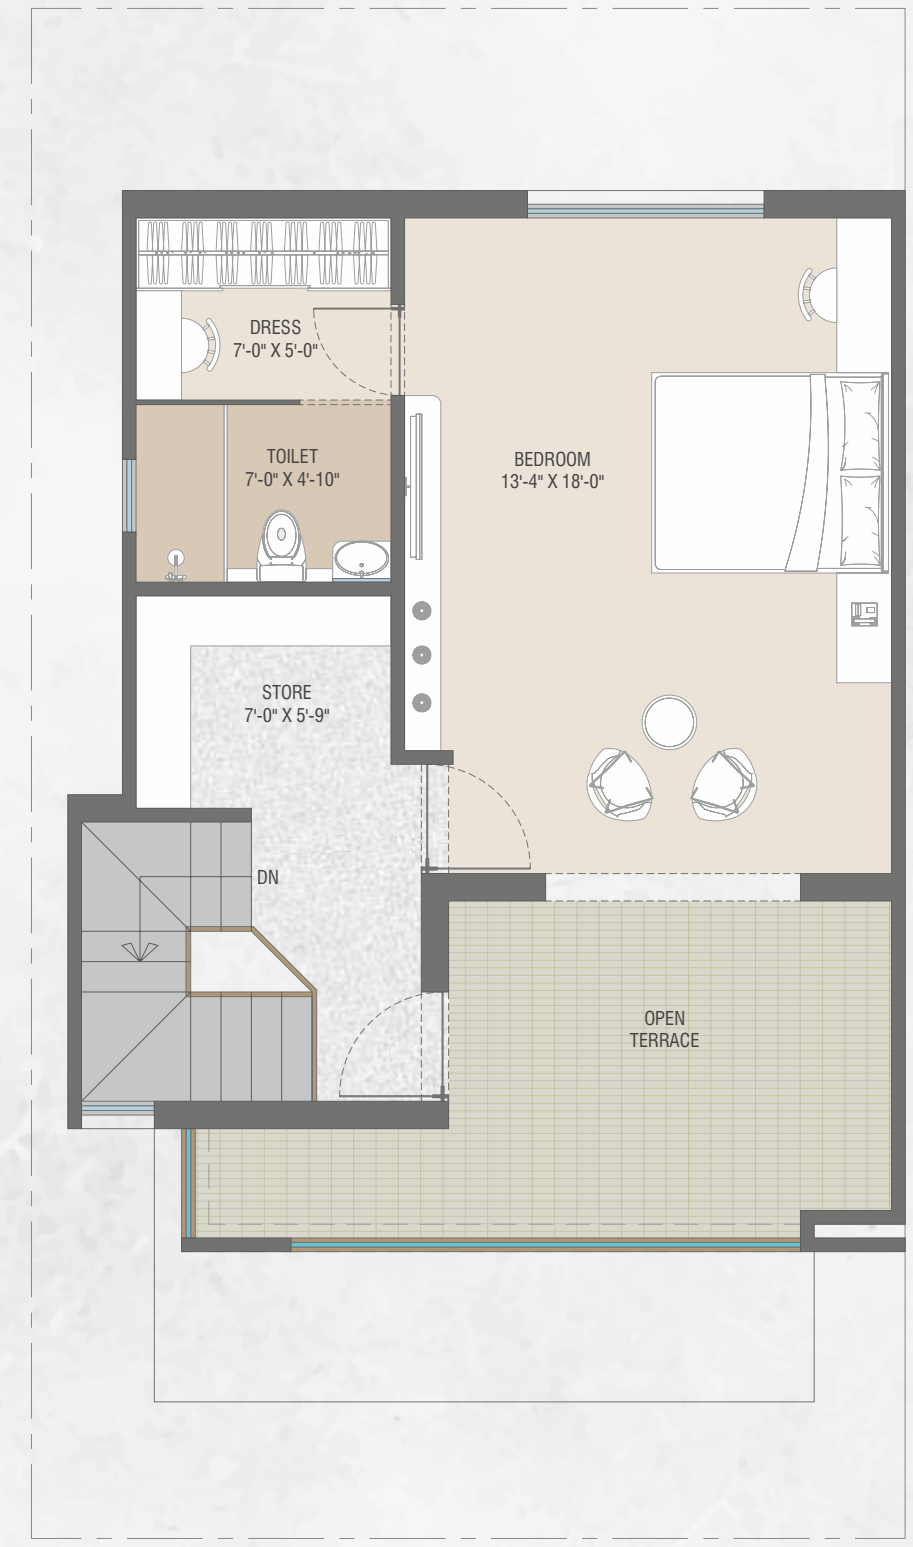 DRESS
7'-0" X 5'-0"
TOILET
7'-0" X 4'-10"
BEDROOM
13'-4" X 18'-0"
STORE
7'-0" X 5'-9"
DN
OPEN
TERRACE